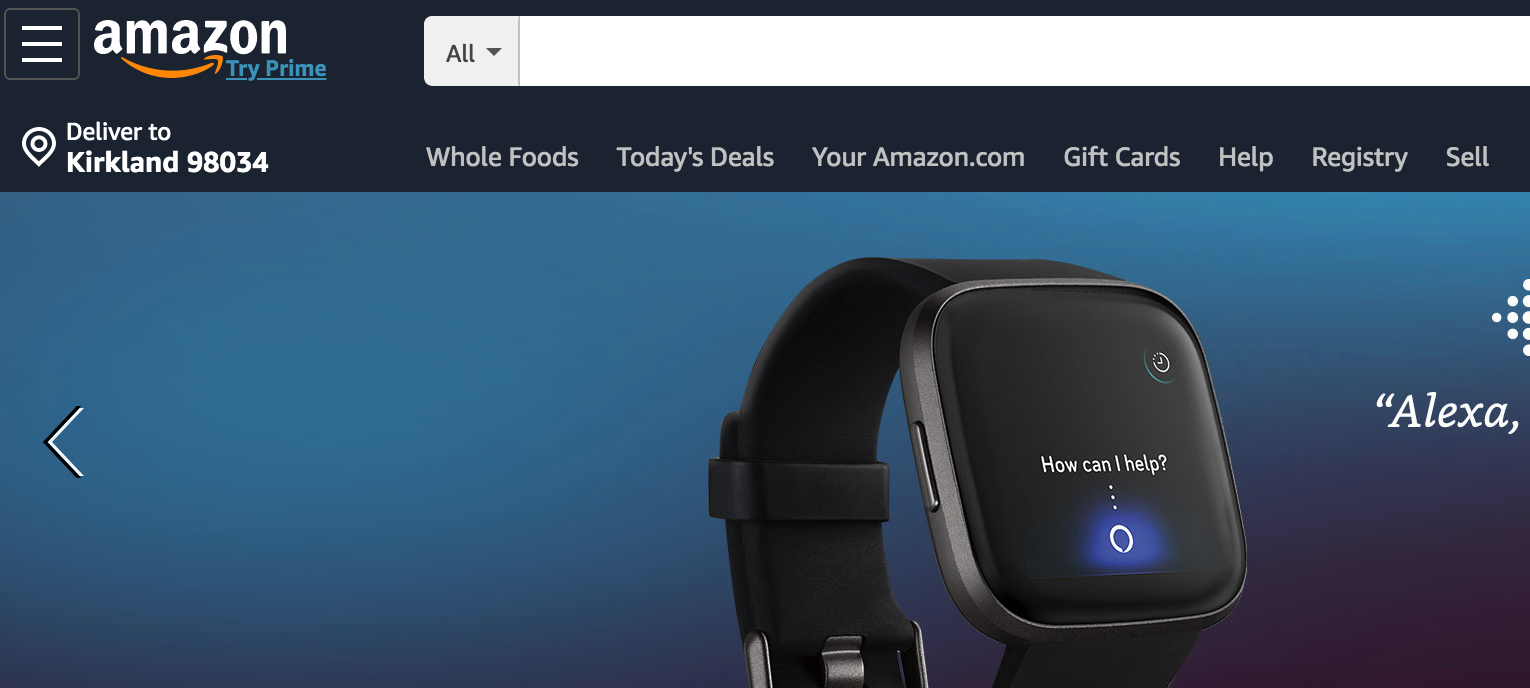 amazon
Try Prime
All
Deliver to
Kirkland 98034
Whole Foods
Today's Deals
Your Amazon.com
Gift Cards
Help
Registry
Sell
“Alexa,
How can I help?